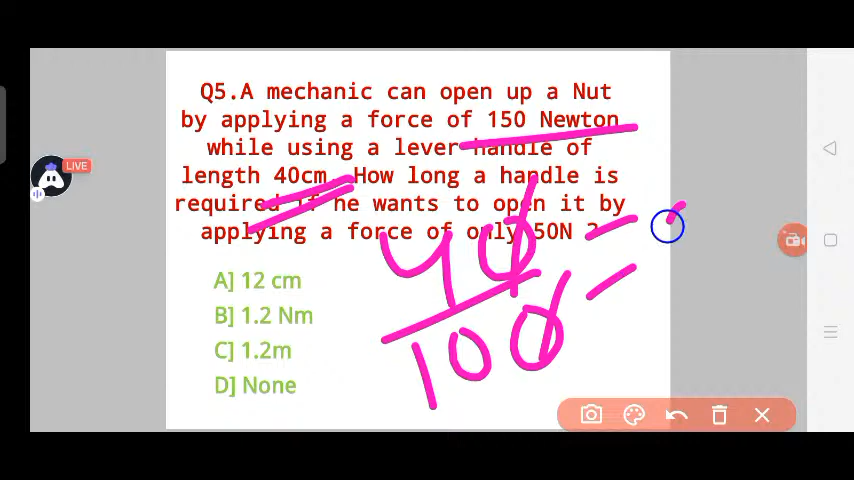 Q5.A mechanic can open up a Nut
by applying a force of 150 Newton
while using a lever handle of
length 40cm. How long a handle is
required if he wants to open it by
applying a force of only 50N ?
A] 12 cm
B] 1.2 Nm
C] 1.2m
D] None
40
100
=
LIVE